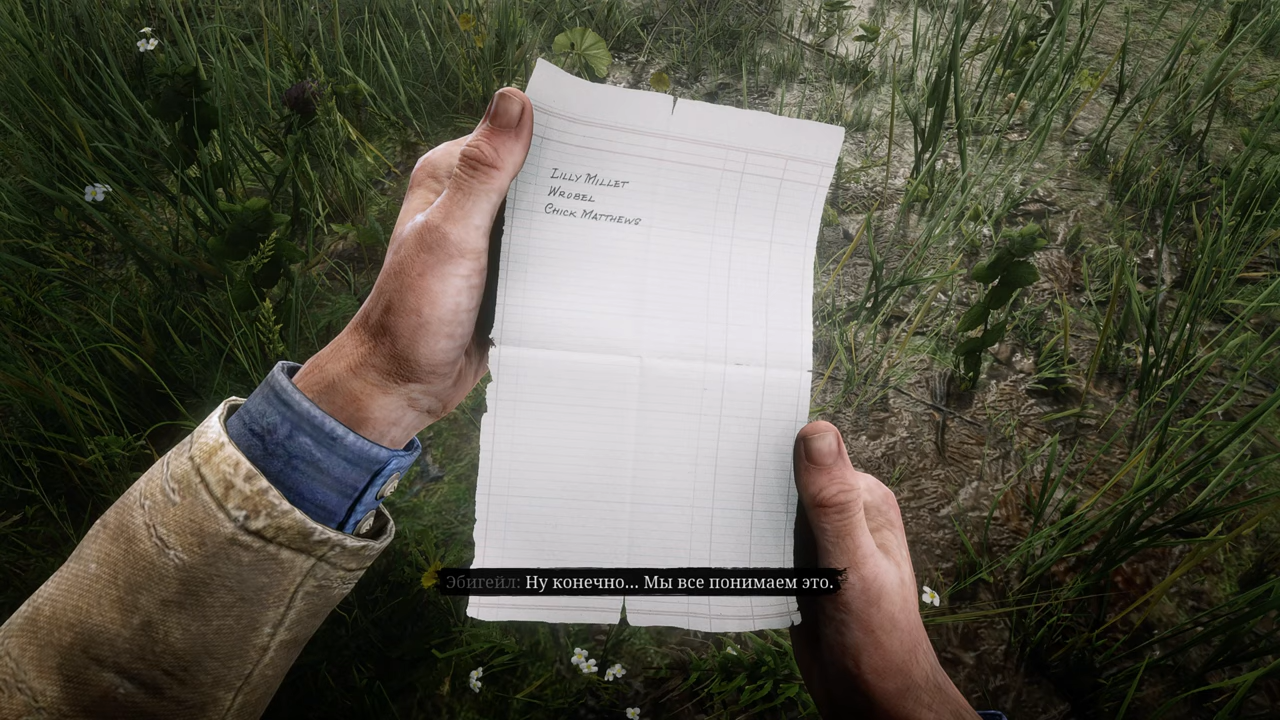 Lilly Millet
Wrobel
Chick Matthews
Эбигейл: Ну конечно... Мы все понимаем это.